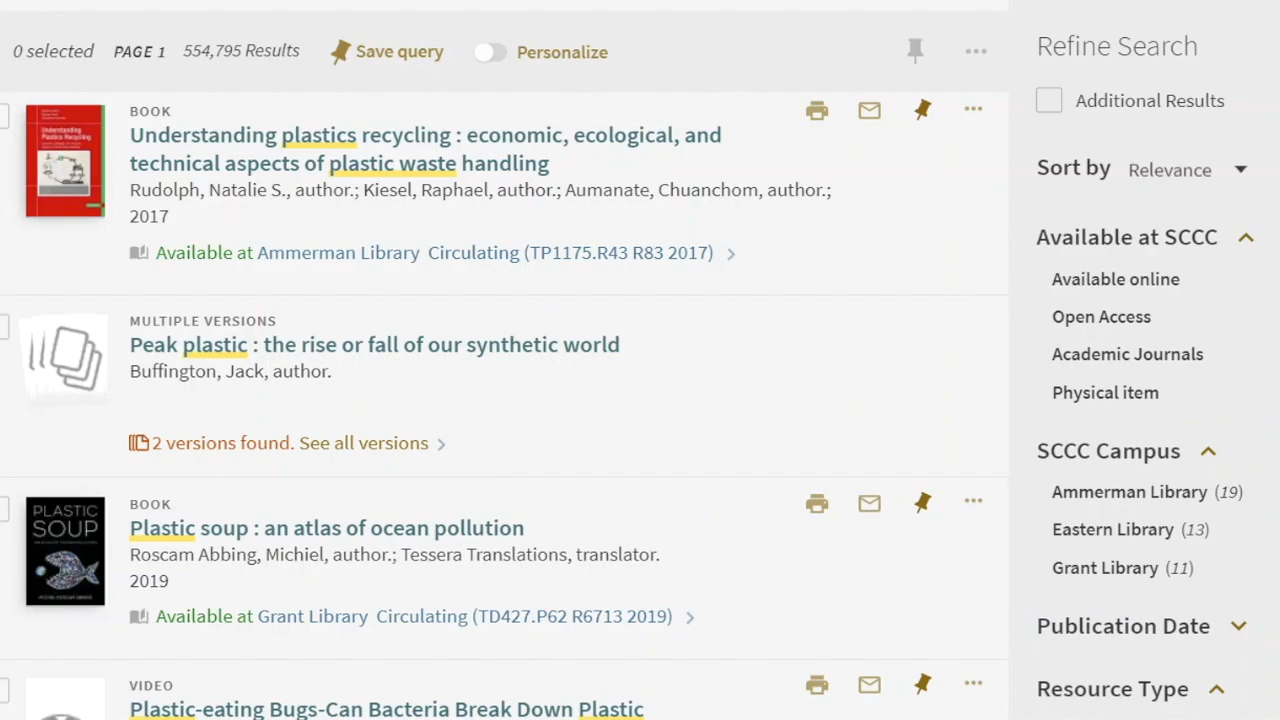 0 selected PAGE 1 554,795 Results Save query Personalize
BOOK
Understanding plastics recycling : economic, ecological, and
technical aspects of plastic waste handling
Rudolph, Natalie S., author.; Kiesel, Raphael, author.; Aumanate, Chuanchom, author.;
2017
Available at Ammerman Library Circulating (TP1175.R43 R83 2017)
MULTIPLE VERSIONS
Peak plastic : the rise or fall of our synthetic world
Buffington, Jack, author.
2 versions found. See all versions
PLASTIC
SOUP
BOOK
Plastic soup : an atlas of ocean pollution
Roscam Abbing, Michiel, author.; Tessera Translations, translator.
2019
Available at Grant Library Circulating (TD427.P62 R6713 2019)
VIDEO
Plastic-eating Bugs-Can Bacteria Break Down Plastic
Refine Search
Additional Results
Sort by Relevance
Available at SCCC
Available online
Open Access
Academic Journals
Physical item
SCCC Campus
Ammerman Library (19)
Eastern Library (13)
Grant Library (11)
Publication Date
Resource Type